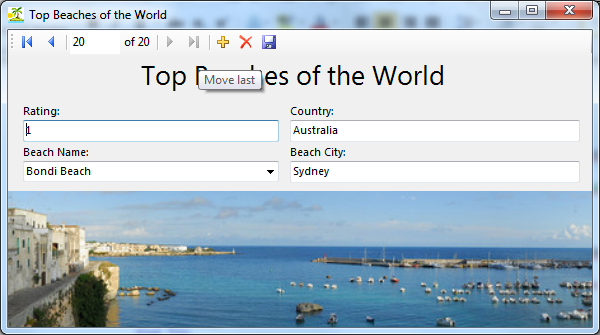 Top Beaches of the World
20 of 20
Top Beaches of the World
Move last
Rating: Country:
1 Australia
Beach Name: Beach City:
Bondi Beach Sydney